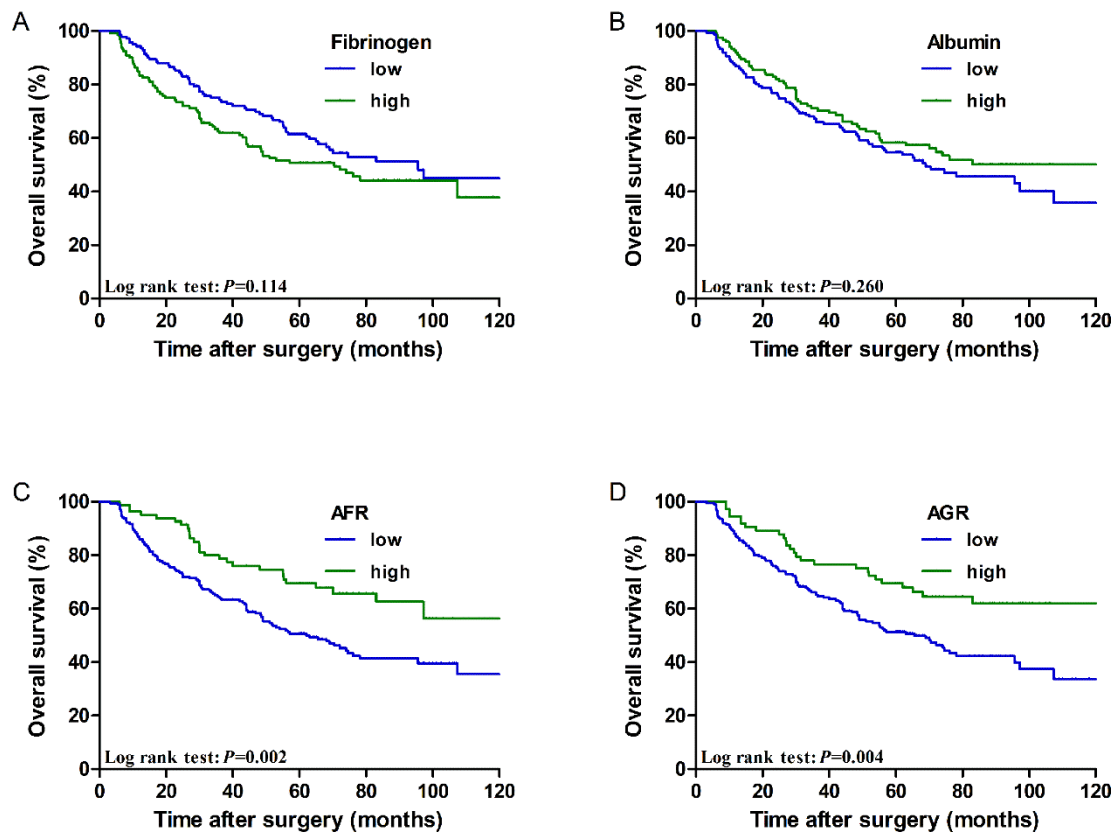 A
Fibrinogen
low
high
Overall survival (%)
100
80
60
40
20
0
Log rank test: P=0.114
0 20 40 60 80 100 120
Time after surgery (months)
B
Albumin
low
high
Overall survival (%)
100
80
60
40
20
0
Log rank test: P=0.260
0 20 40 60 80 100 120
Time after surgery (months)
C
AFR
low
high
Overall survival (%)
100
80
60
40
20
0
Log rank test: P=0.002
0 20 40 60 80 100 120
Time after surgery (months)
D
AGR
low
high
Overall survival (%)
100
80
60
40
20
0
Log rank test: P=0.004
0 20 40 60 80 100 120
Time after surgery (months)